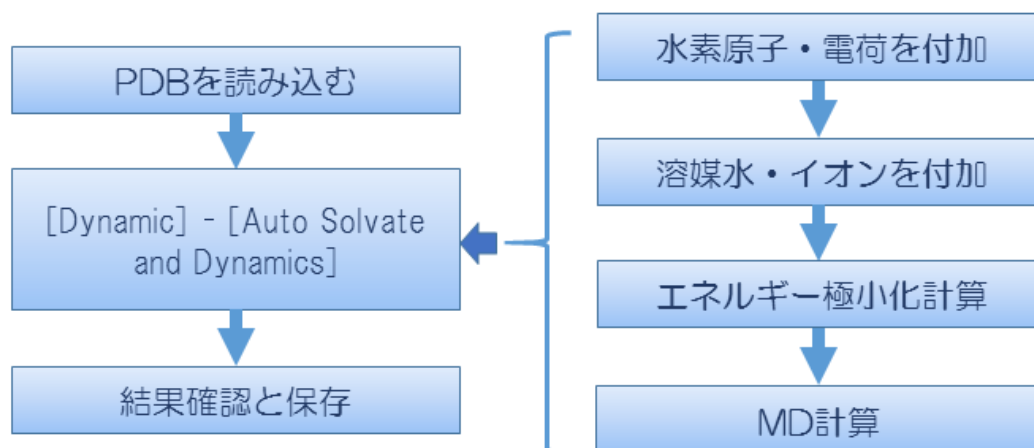 PDBを読み込む
[Dynamic] - [Auto Solvate
and Dynamics]
結果確認と保存
水素原子・電荷を付加
溶媒水・イオンを付加
エネルギー極小化計算
MD計算